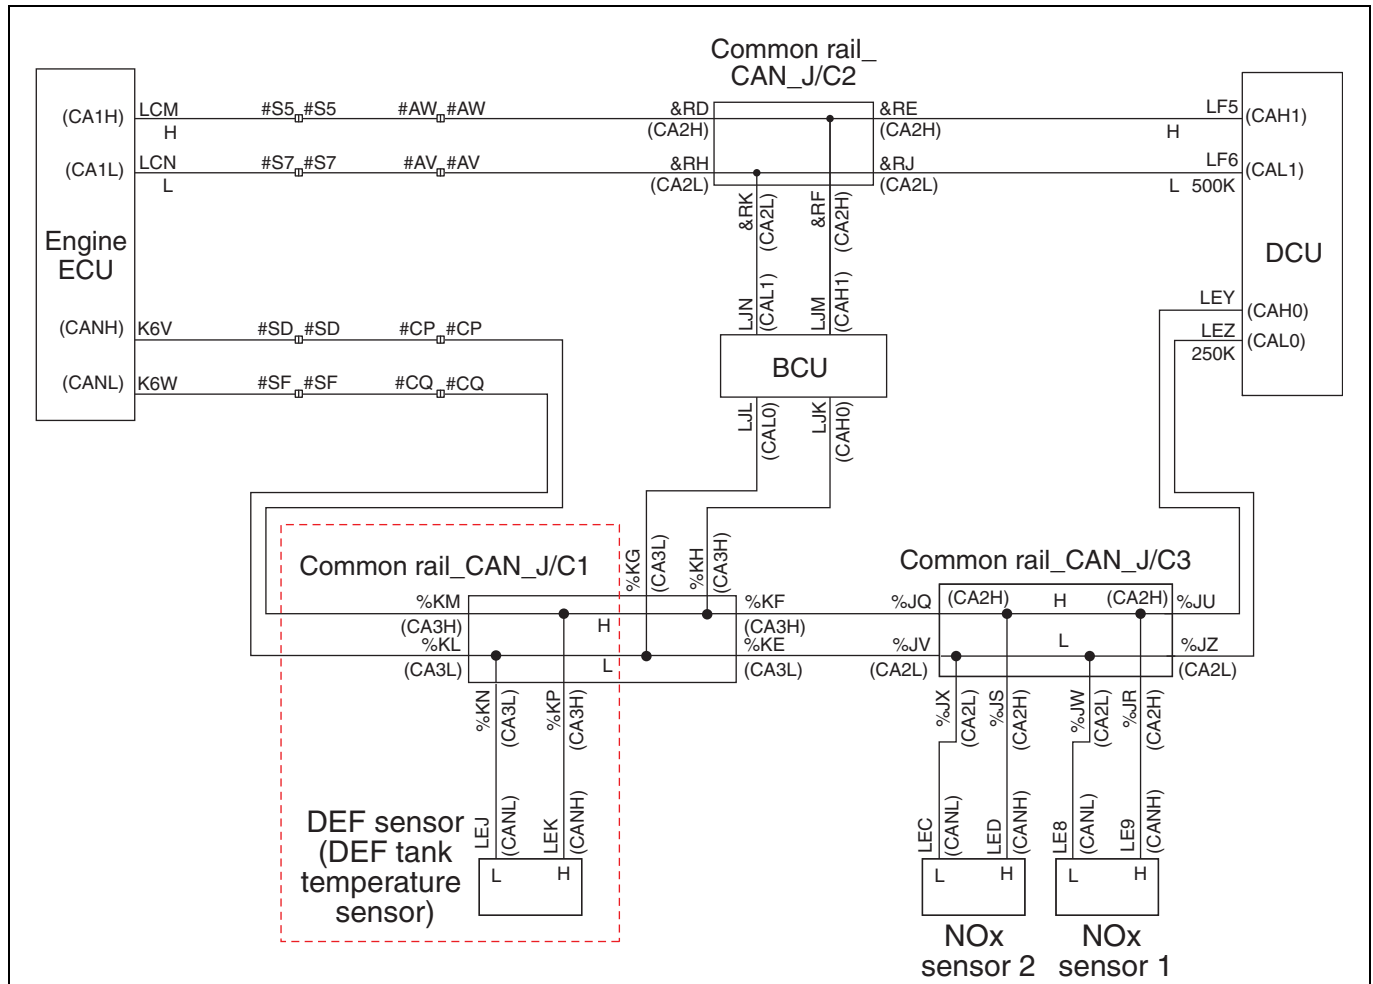 Common rail_
CAN_J/C2
LCM
#S5 #S5
#AW #AW
&RD
&RE
LF5
(CA1H)
H
(CA2H)
(CA2H)
H
(CAH1)
LCN
#S7 #S7
#AV #AV
&RH
&RJ
LF6
(CA1L)
L
(CA2L)
(CA2L)
L 500K
(CAL1)
&RK
(CA2L)
&RF
(CA2H)
Engine
ECU
DCU
LJN
(CAL1)
LJM
(CAH1)
LEY
(CAH0)
LEZ
250K
(CAL0)
(CANH)
K6V
#SD #SD
#CP #CP
(CANL)
K6W
#SF #SF
#CQ #CQ
BCU
LJL
(CAL0)
LJK
(CAH0)
Common rail_CAN_J/C1
%KG
(CA3L)
%KH
(CA3H)
Common rail_CAN_J/C3
%KM
(CA3H)
H
%KF
(CA3H)
%JQ
(CA2H)
H
(CA2H)
%JU
%KL
(CA3L)
L
%KE
(CA3L)
%JV
(CA2L)
L
%JZ
(CA2L)
%KN
(CA3L)
%KP
(CA3H)
%JX
(CA2L)
%JS
(CA2H)
%JW
(CA2L)
%JR
(CA2H)
DEF sensor
(DEF tank
temperature
sensor)
LEJ
(CANL)
LEK
(CANH)
L
H
LEC
(CANL)
LED
(CANH)
L
H
LE8
(CANL)
LE9
(CANH)
L
H
NOx
sensor 2
NOx
sensor 1